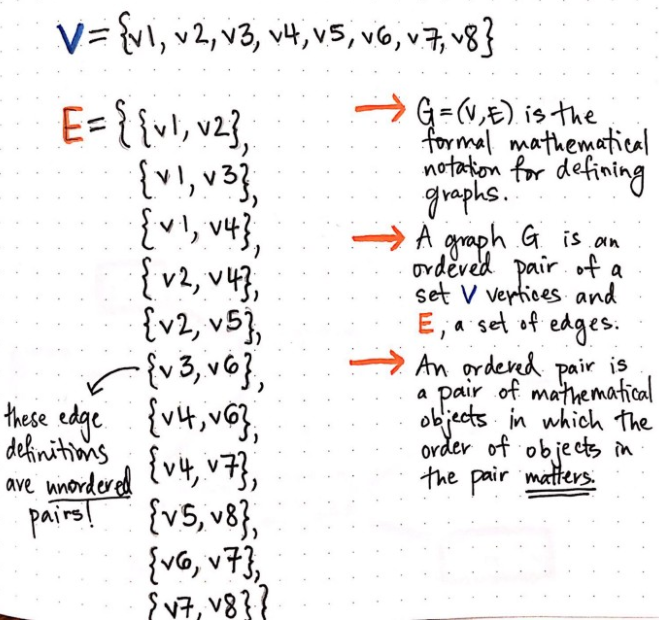 V = {v1, v2, v3, v4, v5, v6, v7, v8}
E = { {v1, v2},
{v1, v3},
{v1, v4},
{v2, v4},
{v2, v5},
{v3, v6},
{v4, v6},
{v4, v7},
{v5, v8},
{v6, v7},
{v7, v8} }
these edge
definitions
are unordered
pairs!
→ G=(V,E) is the
formal mathematical
notation for defining
graphs.
→ A graph G is an
ordered pair of a
set V vertices and
E, a set of edges.
→ An ordered pair is
a pair of mathematical
objects in which the
order of objects in
the pair matters.